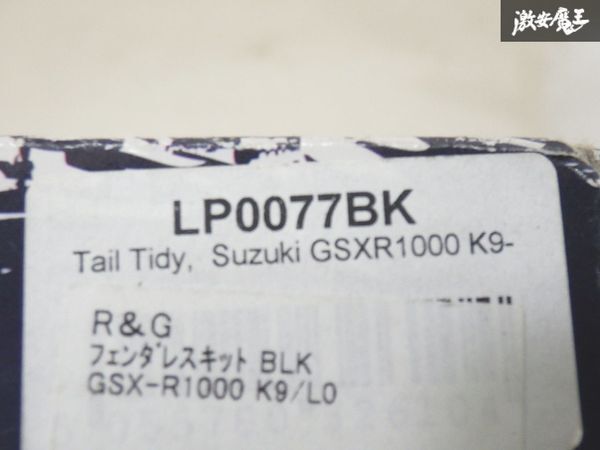 激安魔王
LP0077BK
Tail Tidy, Suzuki GSXR1000 K9-
R&G
フェンダレスキット BLK
GSX-R1000 K9/L0